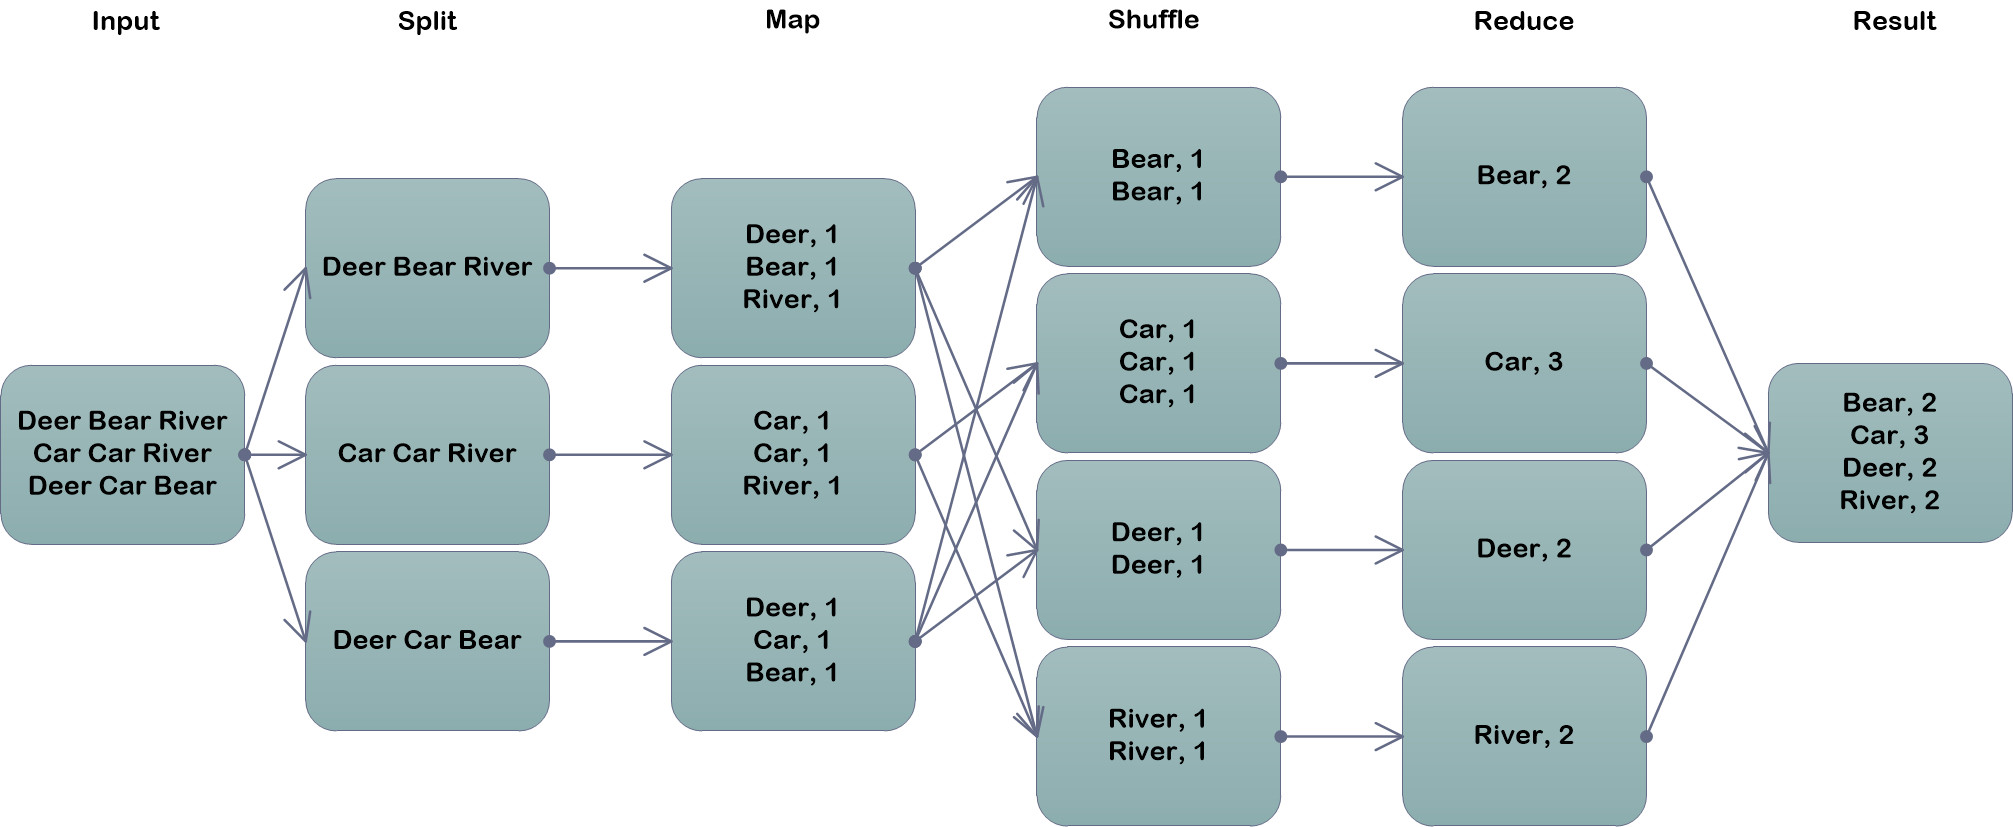 Input
Split
Map
Shuffle
Reduce
Result
Deer Bear River
Car Car River
Deer Car Bear
Deer Bear River
Car Car River
Deer Car Bear
Deer, 1
Bear, 1
River, 1
Car, 1
Car, 1
River, 1
Deer, 1
Car, 1
Bear, 1
Bear, 1
Bear, 1
Car, 1
Car, 1
Car, 1
Deer, 1
Deer, 1
River, 1
River, 1
Bear, 2
Car, 3
Deer, 2
River, 2
Bear, 2
Car, 3
Deer, 2
River, 2